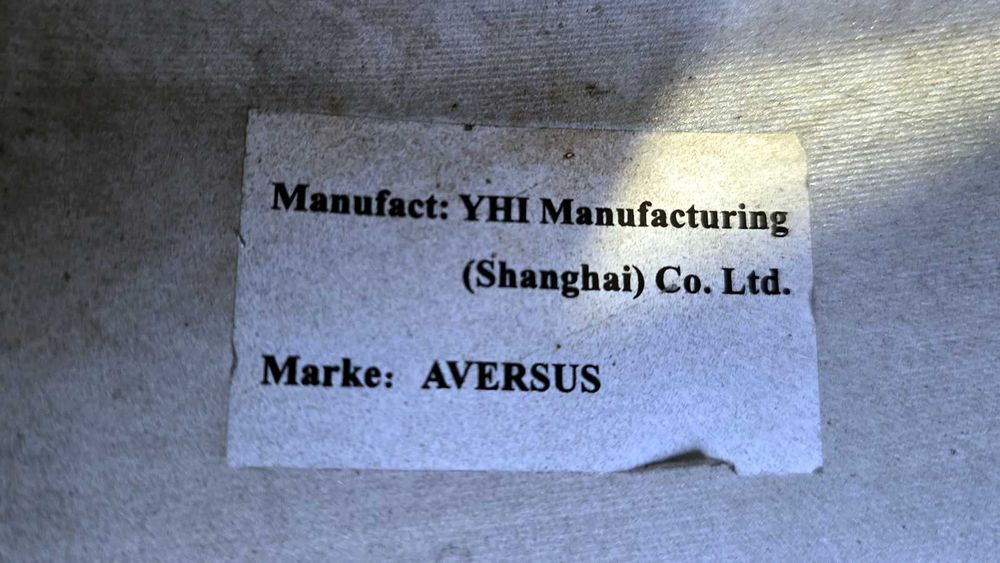 Manufact: YHI Manufacturing
(Shanghai) Co. Ltd.
Marke: AVERSUS